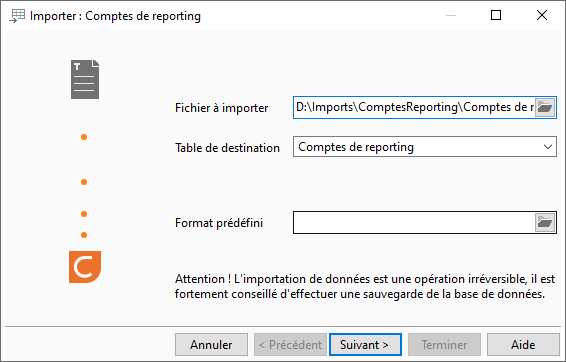 Importer : Comptes de reporting
T
Fichier à importer
D:\Imports\ComptesReporting\Comptes de r
Table de destination
Comptes de reporting
Format prédéfini
C
Attention ! L'importation de données est une opération irréversible, il est
fortement conseillé d'effectuer une sauvegarde de la base de données.
Annuler
< Précédent
Suivant >
Terminer
Aide